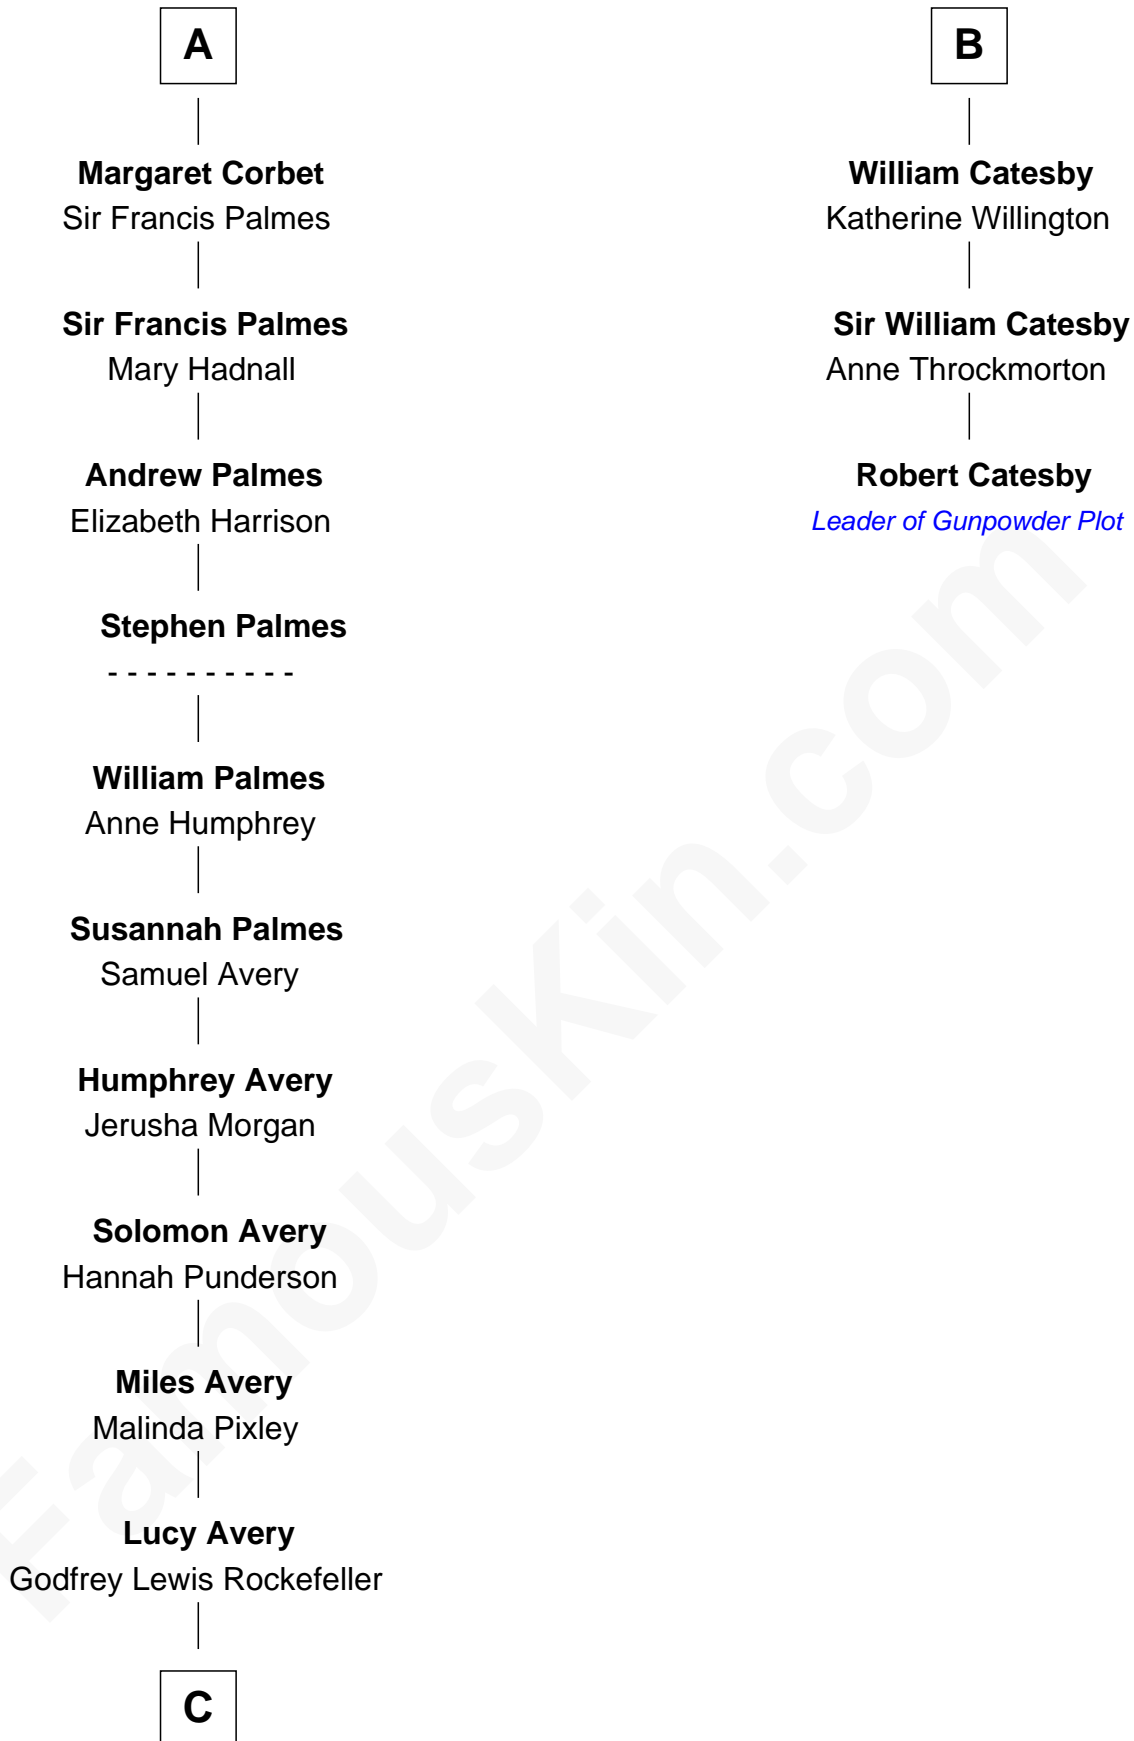 A
Margaret Corbet
Sir Francis Palmes
Sir Francis Palmes
Mary Hadnall
Andrew Palmes
Elizabeth Harrison
Stephen Palmes
- - - - - - - - - -
William Palmes
Anne Humphrey
Susannah Palmes
Samuel Avery
Humphrey Avery
Jerusha Morgan
Solomon Avery
Hannah Punderson
Miles Avery
Malinda Pixley
Lucy Avery
Godfrey Lewis Rockefeller
C
B
William Catesby
Katherine Willington
Sir William Catesby
Anne Throckmorton
Robert Catesby
Leader of Gunpowder Plot
FamousKin.com